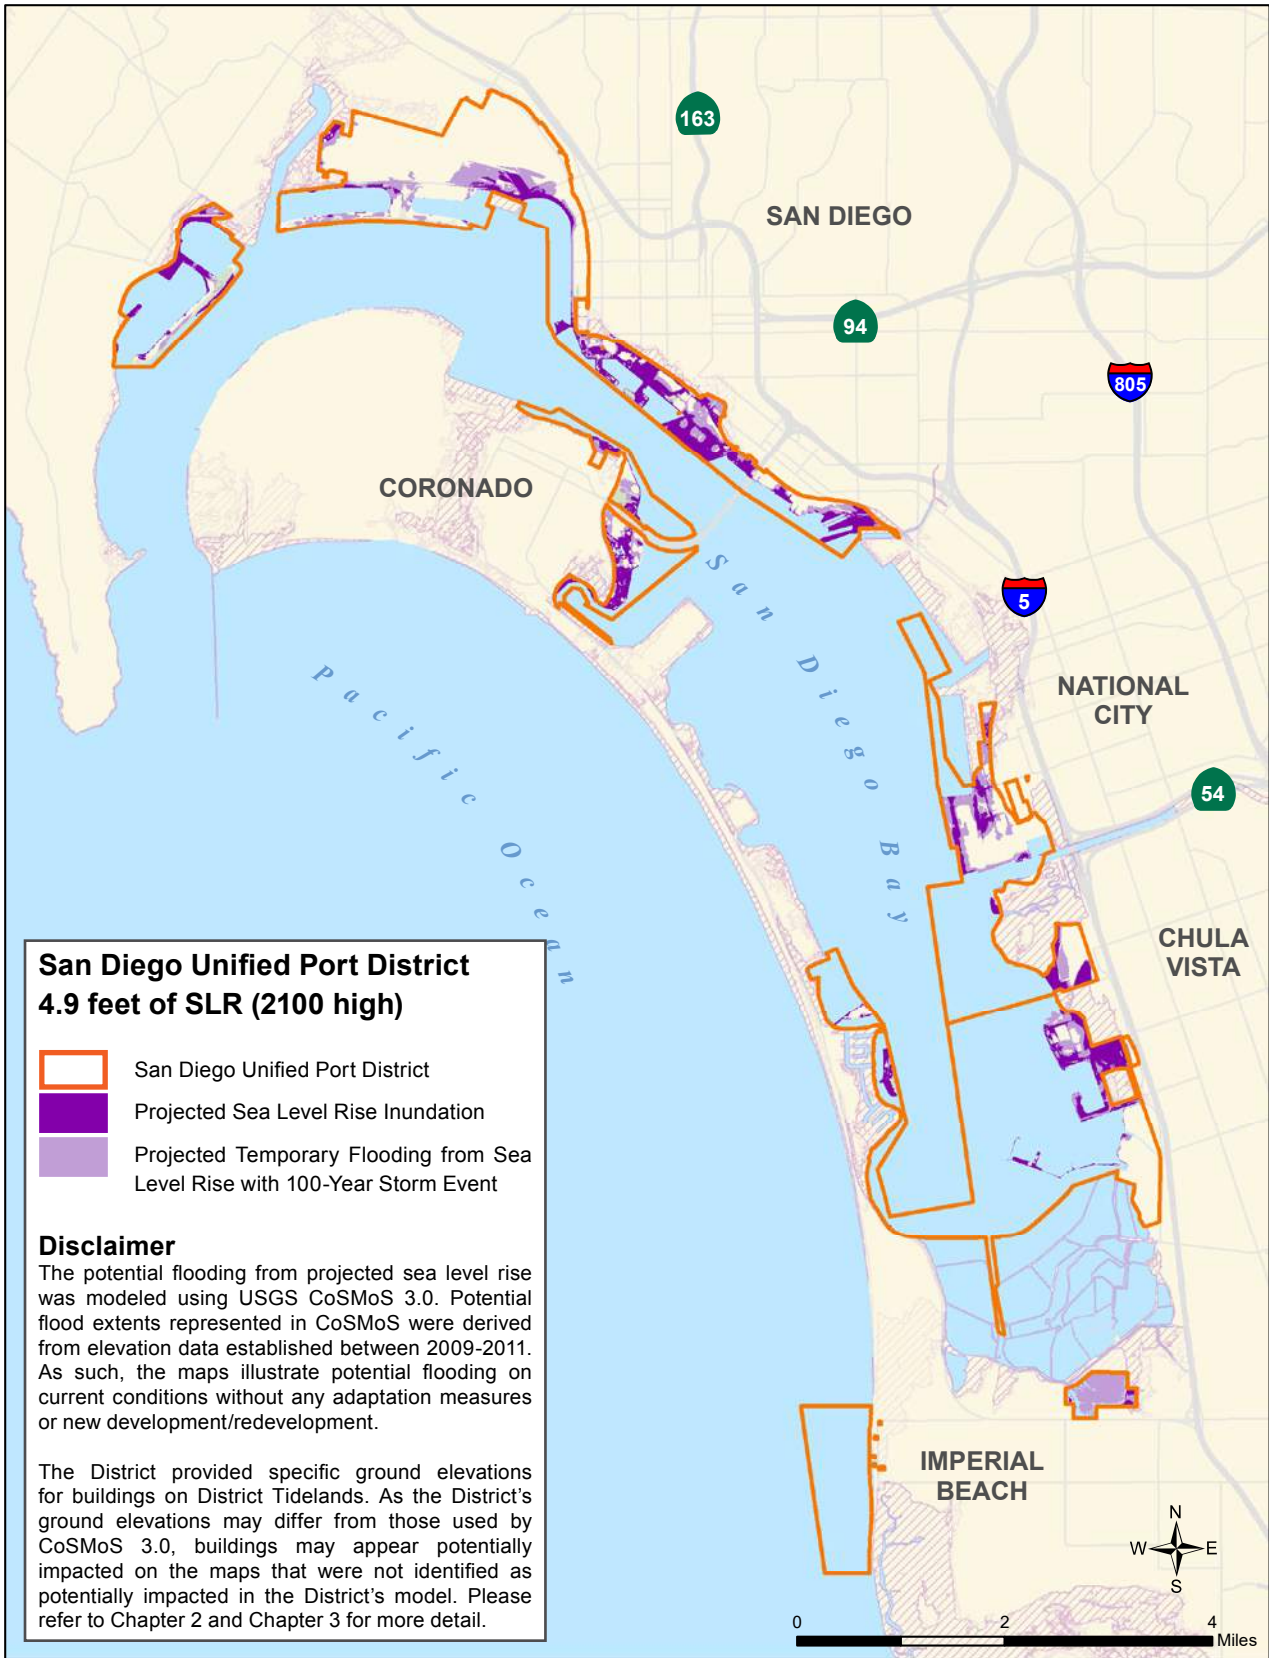 163
SAN DIEGO
94
805
CORONADO
San Diego Bay
5
Pacific Ocean
NATIONAL
CITY
54
CHULA
VISTA
San Diego Unified Port District
4.9 feet of SLR (2100 high)
San Diego Unified Port District
Projected Sea Level Rise Inundation
Projected Temporary Flooding from Sea
Level Rise with 100-Year Storm Event
Disclaimer
The potential flooding from projected sea level rise
was modeled using USGS CoSMoS 3.0. Potential
flood extents represented in CoSMoS were derived
from elevation data established between 2009-2011.
As such, the maps illustrate potential flooding on
current conditions without any adaptation measures
or new development/redevelopment.
The District provided specific ground elevations
for buildings on District Tidelands. As the District's
ground elevations may differ from those used by
CoSMoS 3.0, buildings may appear potentially
impacted on the maps that were not identified as
potentially impacted in the District's model. Please
refer to Chapter 2 and Chapter 3 for more detail.
IMPERIAL
BEACH
N
W E
S
0 2 4
Miles